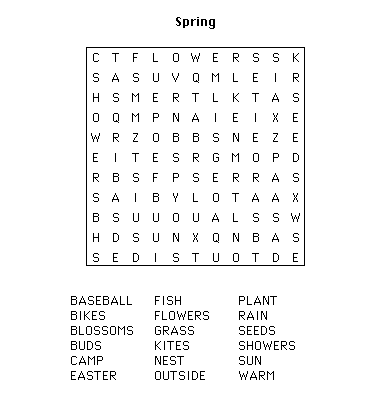 Spring
C T F L O W E R S S K
S A S U V Q M L E I R
H S M E R T L K T A S
O Q M P N A I E I X E
W R Z O B B S N E Z E
E I T E S R G M O P D
R B S F P S E R R A S
S A I B Y L O T A A X
B S U U O U A L S S W
H D S U N X Q N B A S
S E D I S T U O T D E
BASEBALL FISH PLANT
BIKES FLOWERS RAIN
BLOSSOMS GRASS SEEDS
BUDS KITES SHOWERS
CAMP NEST SUN
EASTER OUTSIDE WARM